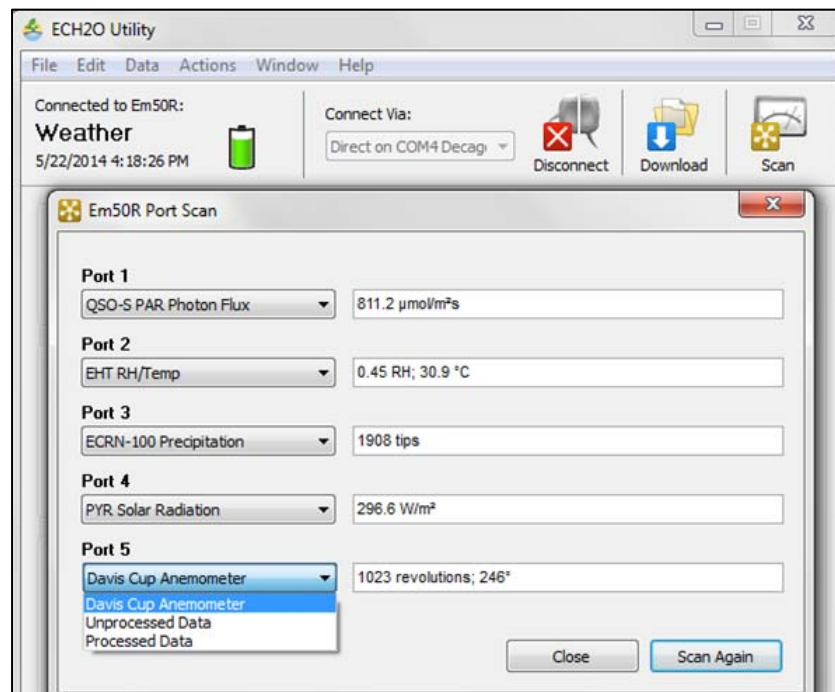 ECH2O Utility
File Edit Data Actions Window Help
Connected to Em50R:
Weather
5/22/2014 4:18:26 PM
Connect Via:
Direct on COM4 Decag
Disconnect
Download
Scan
Em50R Port Scan
Port 1
QSO-S PAR Photon Flux
811.2 µmol/m²s
Port 2
EHT RH/Temp
0.45 RH; 30.9 °C
Port 3
ECRN-100 Precipitation
1908 tips
Port 4
PYR Solar Radiation
296.6 W/m²
Port 5
Davis Cup Anemometer
1023 revolutions; 246°
Davis Cup Anemometer
Unprocessed Data
Processed Data
Close
Scan Again